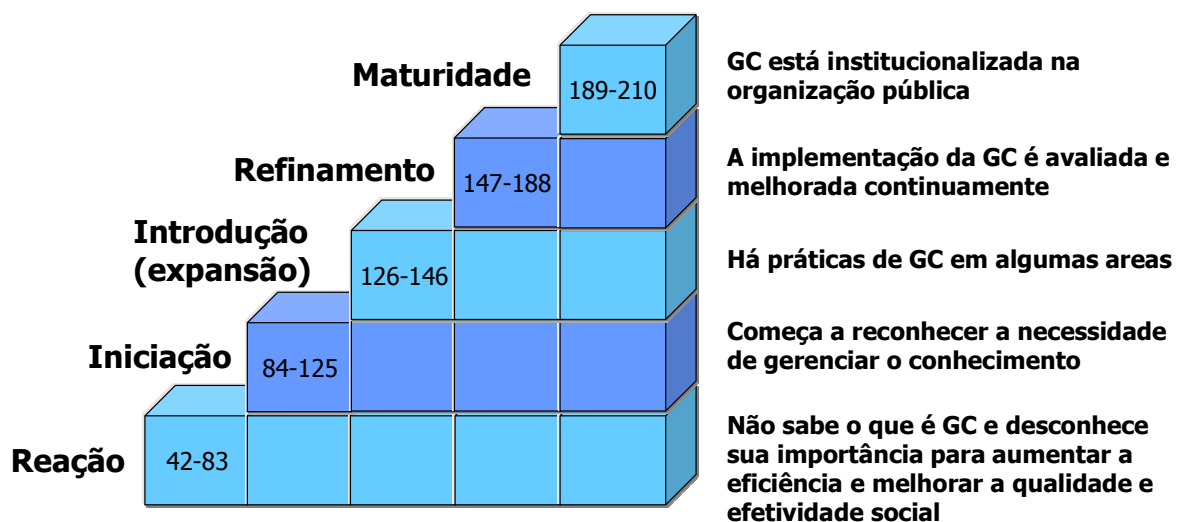 Maturidade
189-210
GC está institucionalizada na
organização pública
Refinamento
147-188
A implementação da GC é avaliada e
melhorada continuamente
Introdução
(expansão)
126-146
Há práticas de GC em algumas areas
Iniciação
84-125
Começa a reconhecer a necessidade
de gerenciar o conhecimento
Reação
42-83
Não sabe o que é GC e desconhece
sua importância para aumentar a
eficiência e melhorar a qualidade e
efetividade social